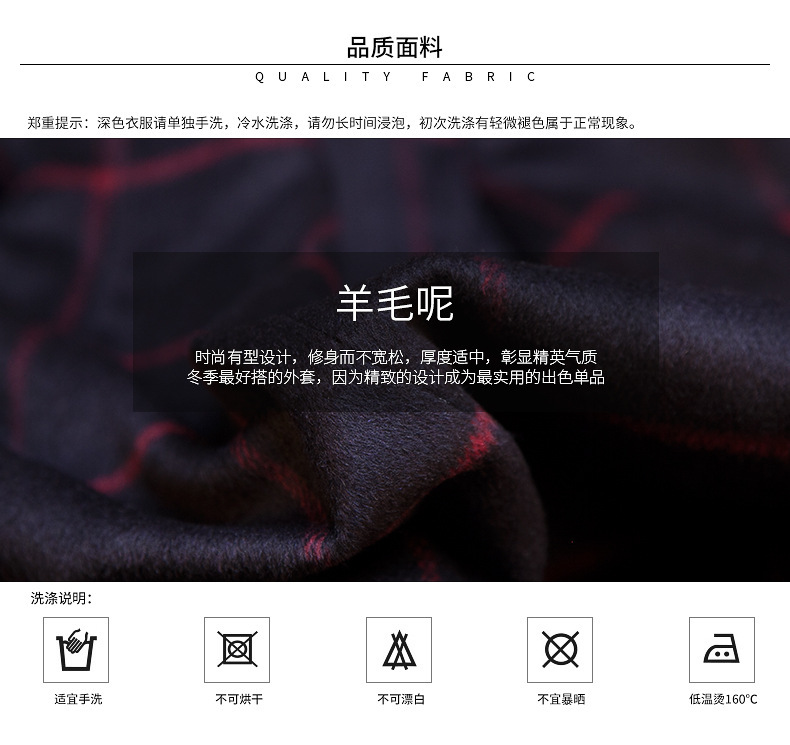 品质面料
QUALITY FABRIC
郑重提示：深色衣服请单独手洗，冷水洗涤，请勿长时间浸泡，初次洗涤有轻微褪色属于正常现象。
羊毛呢
时尚有型设计，修身而不宽松，厚度适中，彰显精英气质
冬季最好搭的外套，因为精致的设计成为最实用的出色单品
洗涤说明：
适宜手洗 不可烘干 不可漂白 不宜暴晒 低温烫160℃